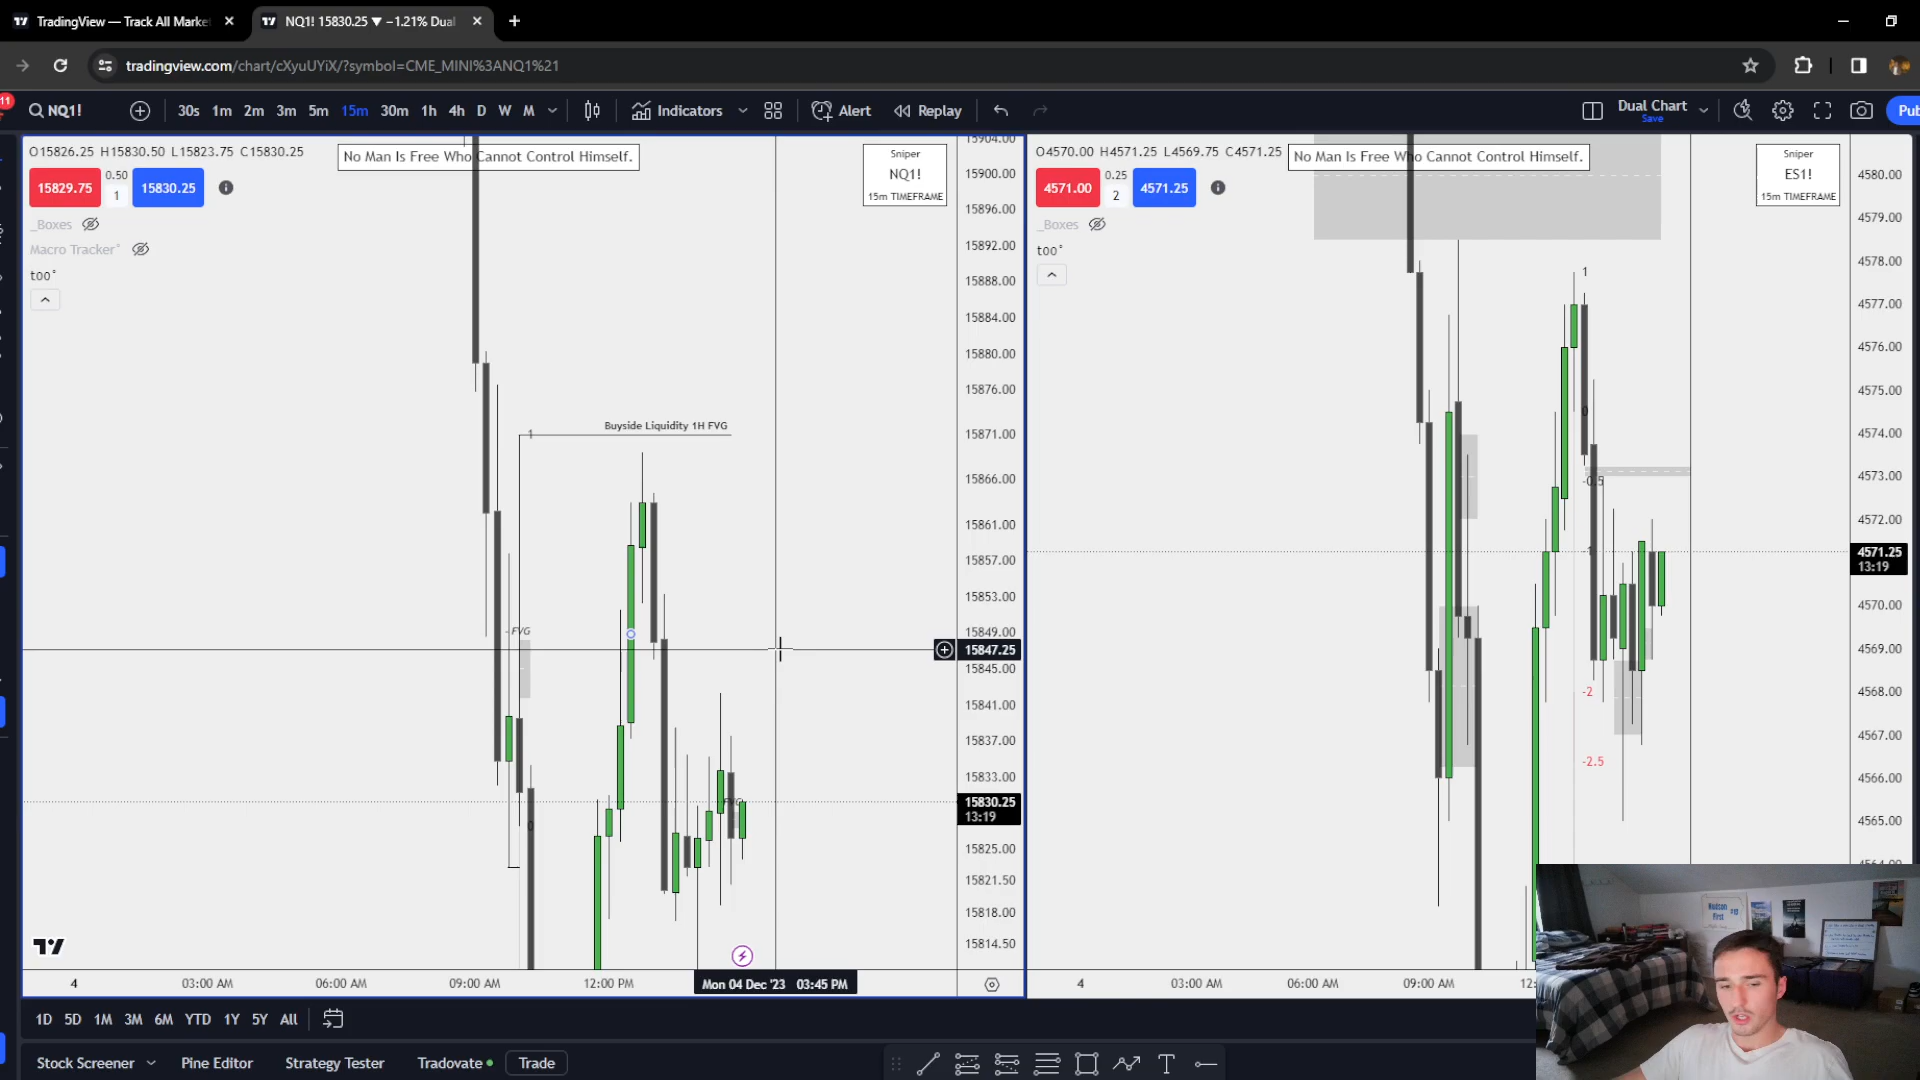 TradingView — Track All Marke
NQ1! 15830.25 ▼ −1.21% Dual
tradingview.com/chart/cXyuUYiX/?symbol=CME_MINI%3ANQ1%21
11
NQ1!
30s 1m 2m 3m 5m 15m 30m 1h 4h D W M
Indicators
Alert
Replay
Dual Chart
Save
Pub
O15826.25 H15830.50 L15823.75 C15830.25
No Man Is Free Who Cannot Control Himself.
Sniper
NQ1!
15m TIMEFRAME
15829.75
0.50
1
15830.25
_Boxes
Macro Tracker°
too°
Buyside Liquidity 1H FVG
1
- FVG
0
FVG
15904.00
15900.00
15896.00
15892.00
15888.00
15884.00
15880.00
15876.00
15871.00
15866.00
15861.00
15857.00
15853.00
15849.00
15847.25
15845.00
15841.00
15837.00
15833.00
15830.25
13:19
15825.00
15821.50
15818.00
15814.50
4 03:00 AM 06:00 AM 09:00 AM 12:00 PM Mon 04 Dec '23 03:45 PM
O4570.00 H4571.25 L4569.75 C4571.25
No Man Is Free Who Cannot Control Himself.
Sniper
ES1!
15m TIMEFRAME
4571.00
0.25
2
4571.25
_Boxes
too°
1
0
-0.5
-1
-2
-2.5
4580.00
4579.00
4578.00
4577.00
4576.00
4575.00
4574.00
4573.00
4572.00
4571.25
13:19
4570.00
4569.00
4568.00
4567.00
4566.00
4565.00
4564.00
4 03:00 AM 06:00 AM 09:00 AM 12:
1D 5D 1M 3M 6M YTD 1Y 5Y All
Stock Screener Pine Editor Strategy Tester Tradovate Trade